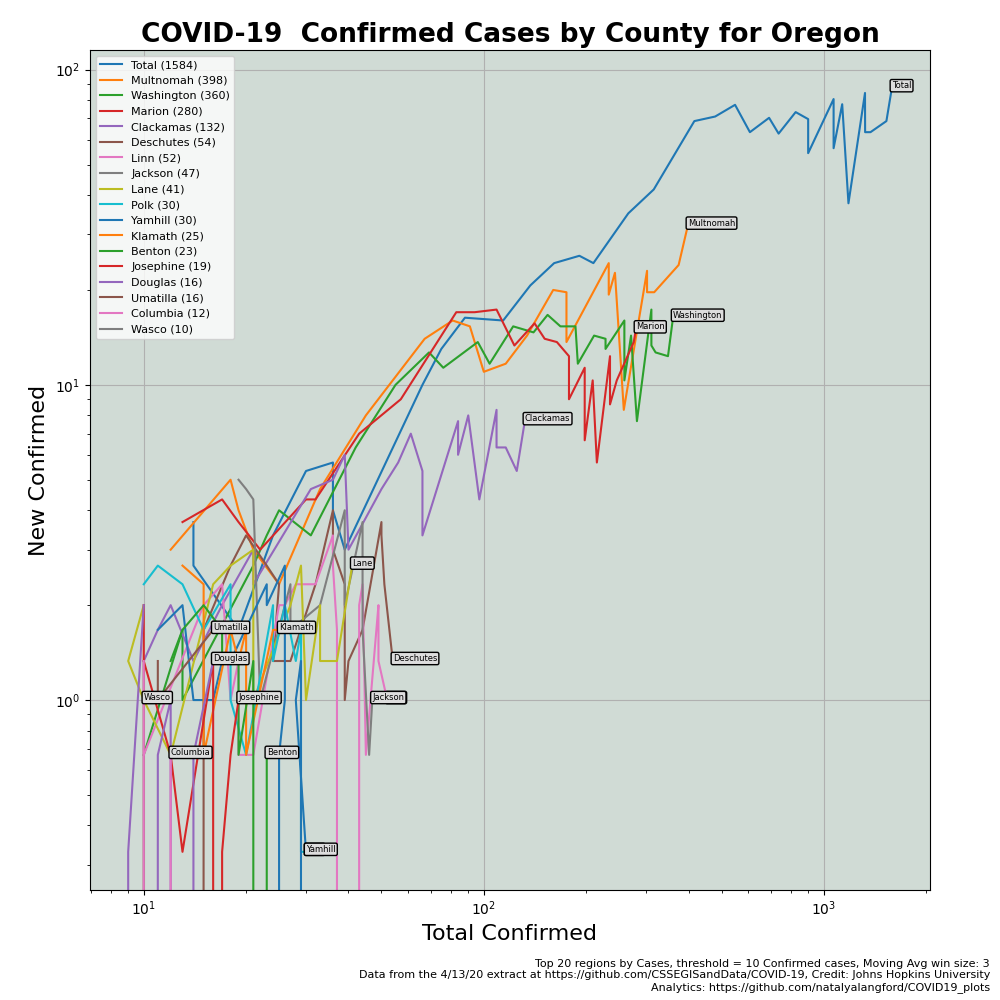 COVID-19  Confirmed Cases by County for Oregon
Total (1584)
Multnomah (398)
Washington (360)
Marion (280)
Clackamas (132)
Deschutes (54)
Linn (52)
Jackson (47)
Lane (41)
Polk (30)
Yamhill (30)
Klamath (25)
Benton (23)
Josephine (19)
Douglas (16)
Umatilla (16)
Columbia (12)
Wasco (10)
10²
10¹
10⁰
New Confirmed
Total
Multnomah
Washington
Marion
Clackamas
Lane
Umatilla
Klamath
Douglas
Deschutes
Wasco
Josephine
Jackson
Columbia
Benton
Yamhill
10¹
10²
10³
Total Confirmed
Top 20 regions by Cases, threshold = 10 Confirmed cases, Moving Avg win size: 3
Data from the 4/13/20 extract at https://github.com/CSSEGISandData/COVID-19, Credit: Johns Hopkins University
Analytics: https://github.com/natalyalangford/COVID19_plots